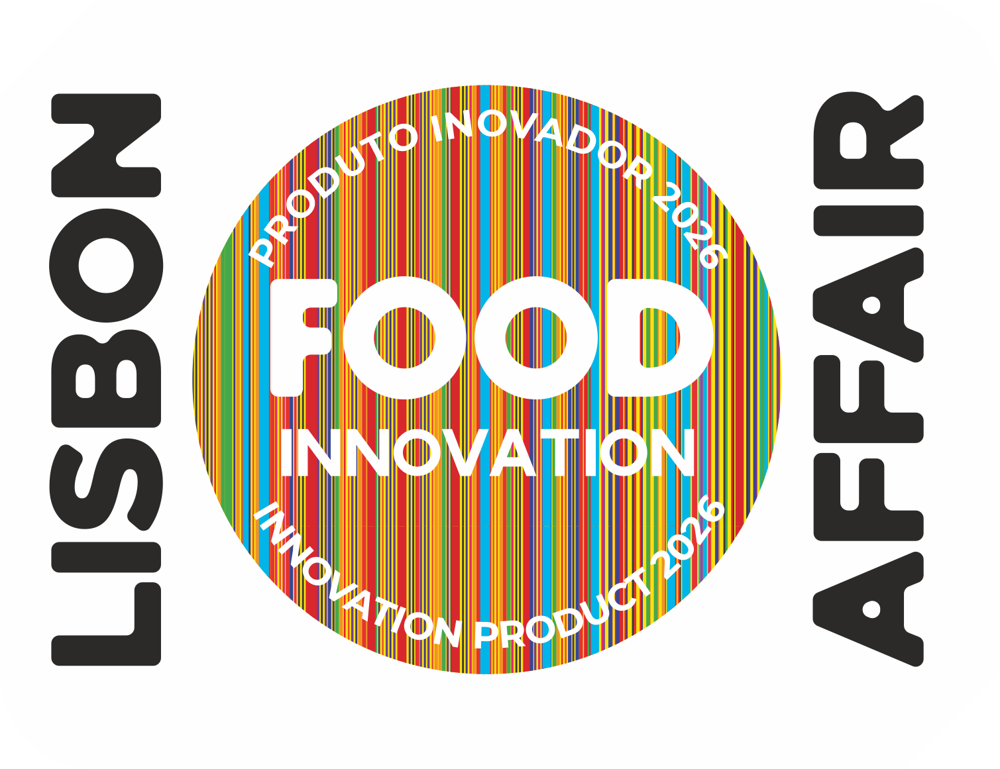 LISBON
PRODUTO INOVADOR 2026
FOOD
INNOVATION
INNOVATION PRODUCT 2026
AFFAIR